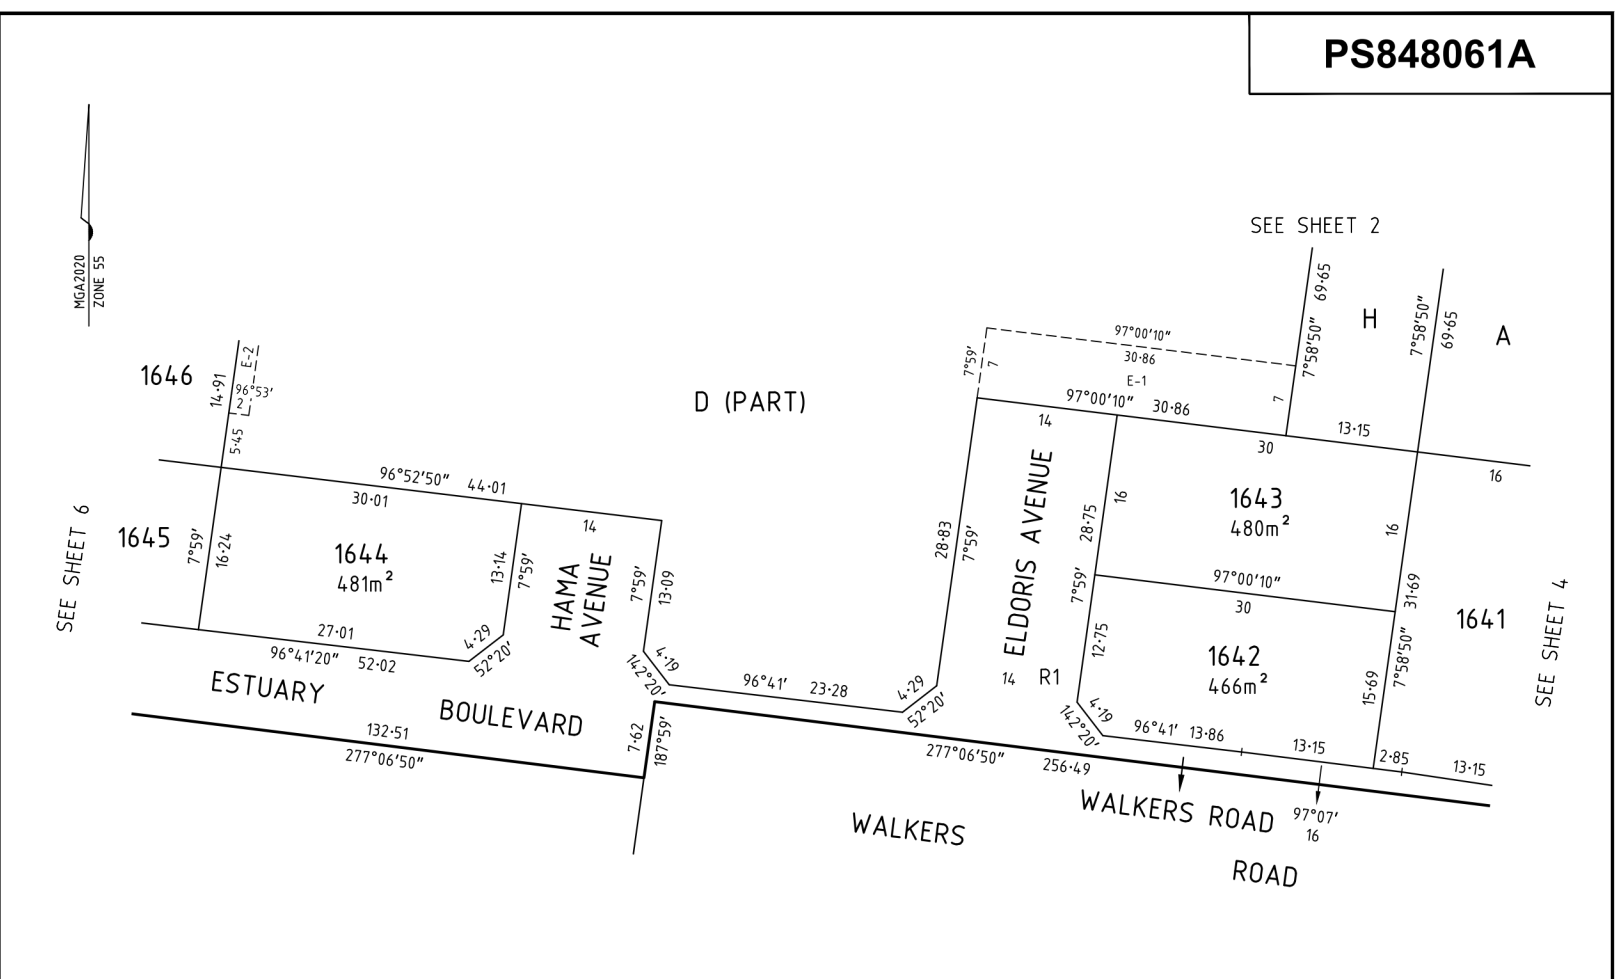 PS848061A
MGA2020
ZONE 55
SEE SHEET 2
69·65
7°58'50"
H
7°58'50"
69·65
A
97°00'10"
30·86
E-1
7°59'
7
7
97°00'10" 30·86
13·15
14
30
16
1646
14·91
E-2
96°53'
2
5·45
D (PART)
96°52'50" 44·01
30·01
14
SEE SHEET 6
1645
7°59'
16·24
1644
481m²
13·14
7°59'
HAMA
AVENUE
7°59'
13·09
27·01
96°41'20" 52·02
4·29
52°20'
4·19
142°20'
ESTUARY
BOULEVARD
132·51
277°06'50"
7·62
187°59'
96°41' 23·28
4·29
52°20'
28·83
7°59'
ELDORIS AVENUE
14
R1
28·75
7°59'
16
1643
480m²
16
97°00'10"
30
12·75
1642
466m²
15·69
31·69
7°58'50"
1641
SEE SHEET 4
4·19
142°20'
96°41' 13·86
13·15
2·85
13·15
277°06'50" 256·49
WALKERS ROAD
97°07'
16
WALKERS
ROAD